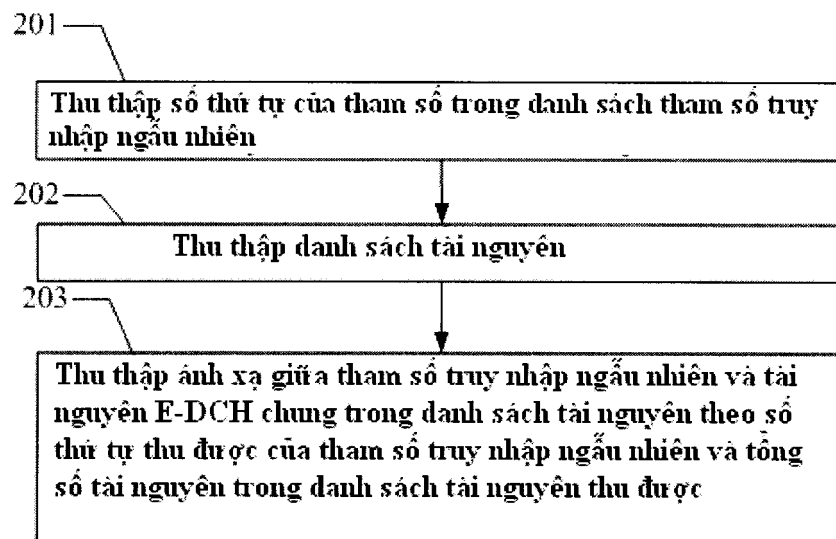 201
Thu thập số thứ tự của tham số trong danh sách tham số truy
nhập ngẫu nhiên
202
Thu thập danh sách tài nguyên
203
Thu thập ánh xạ giữa tham số truy nhập ngẫu nhiên và tài
nguyên E-DCH chung trong danh sách tài nguyên theo số
thứ tự thu được của tham số truy nhập ngẫu nhiên và tổng
số tài nguyên trong danh sách tài nguyên thu được